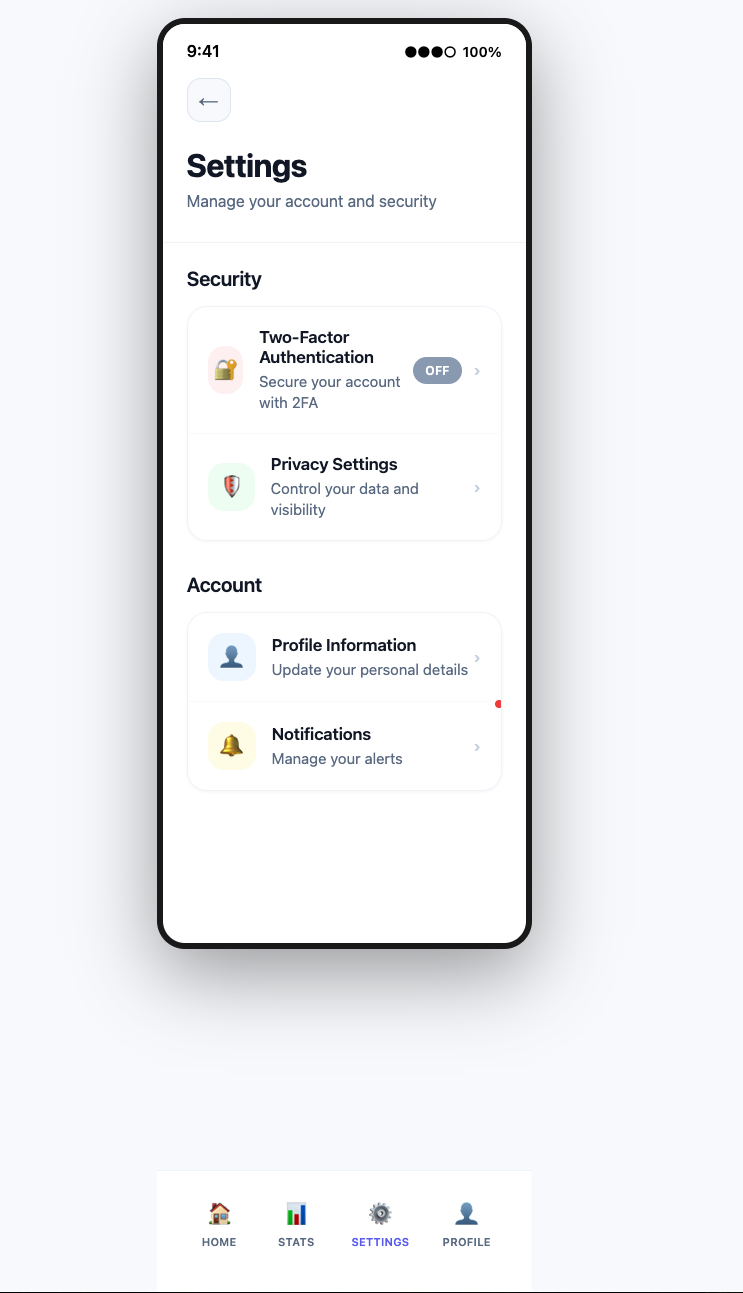 9:41
100%
←
Settings
Manage your account and security
Security
Two-Factor
Authentication
Secure your account
with 2FA
OFF
›
Privacy Settings
Control your data and
visibility
›
Account
Profile Information
Update your personal details
›
Notifications
Manage your alerts
›
HOME
STATS
SETTINGS
PROFILE